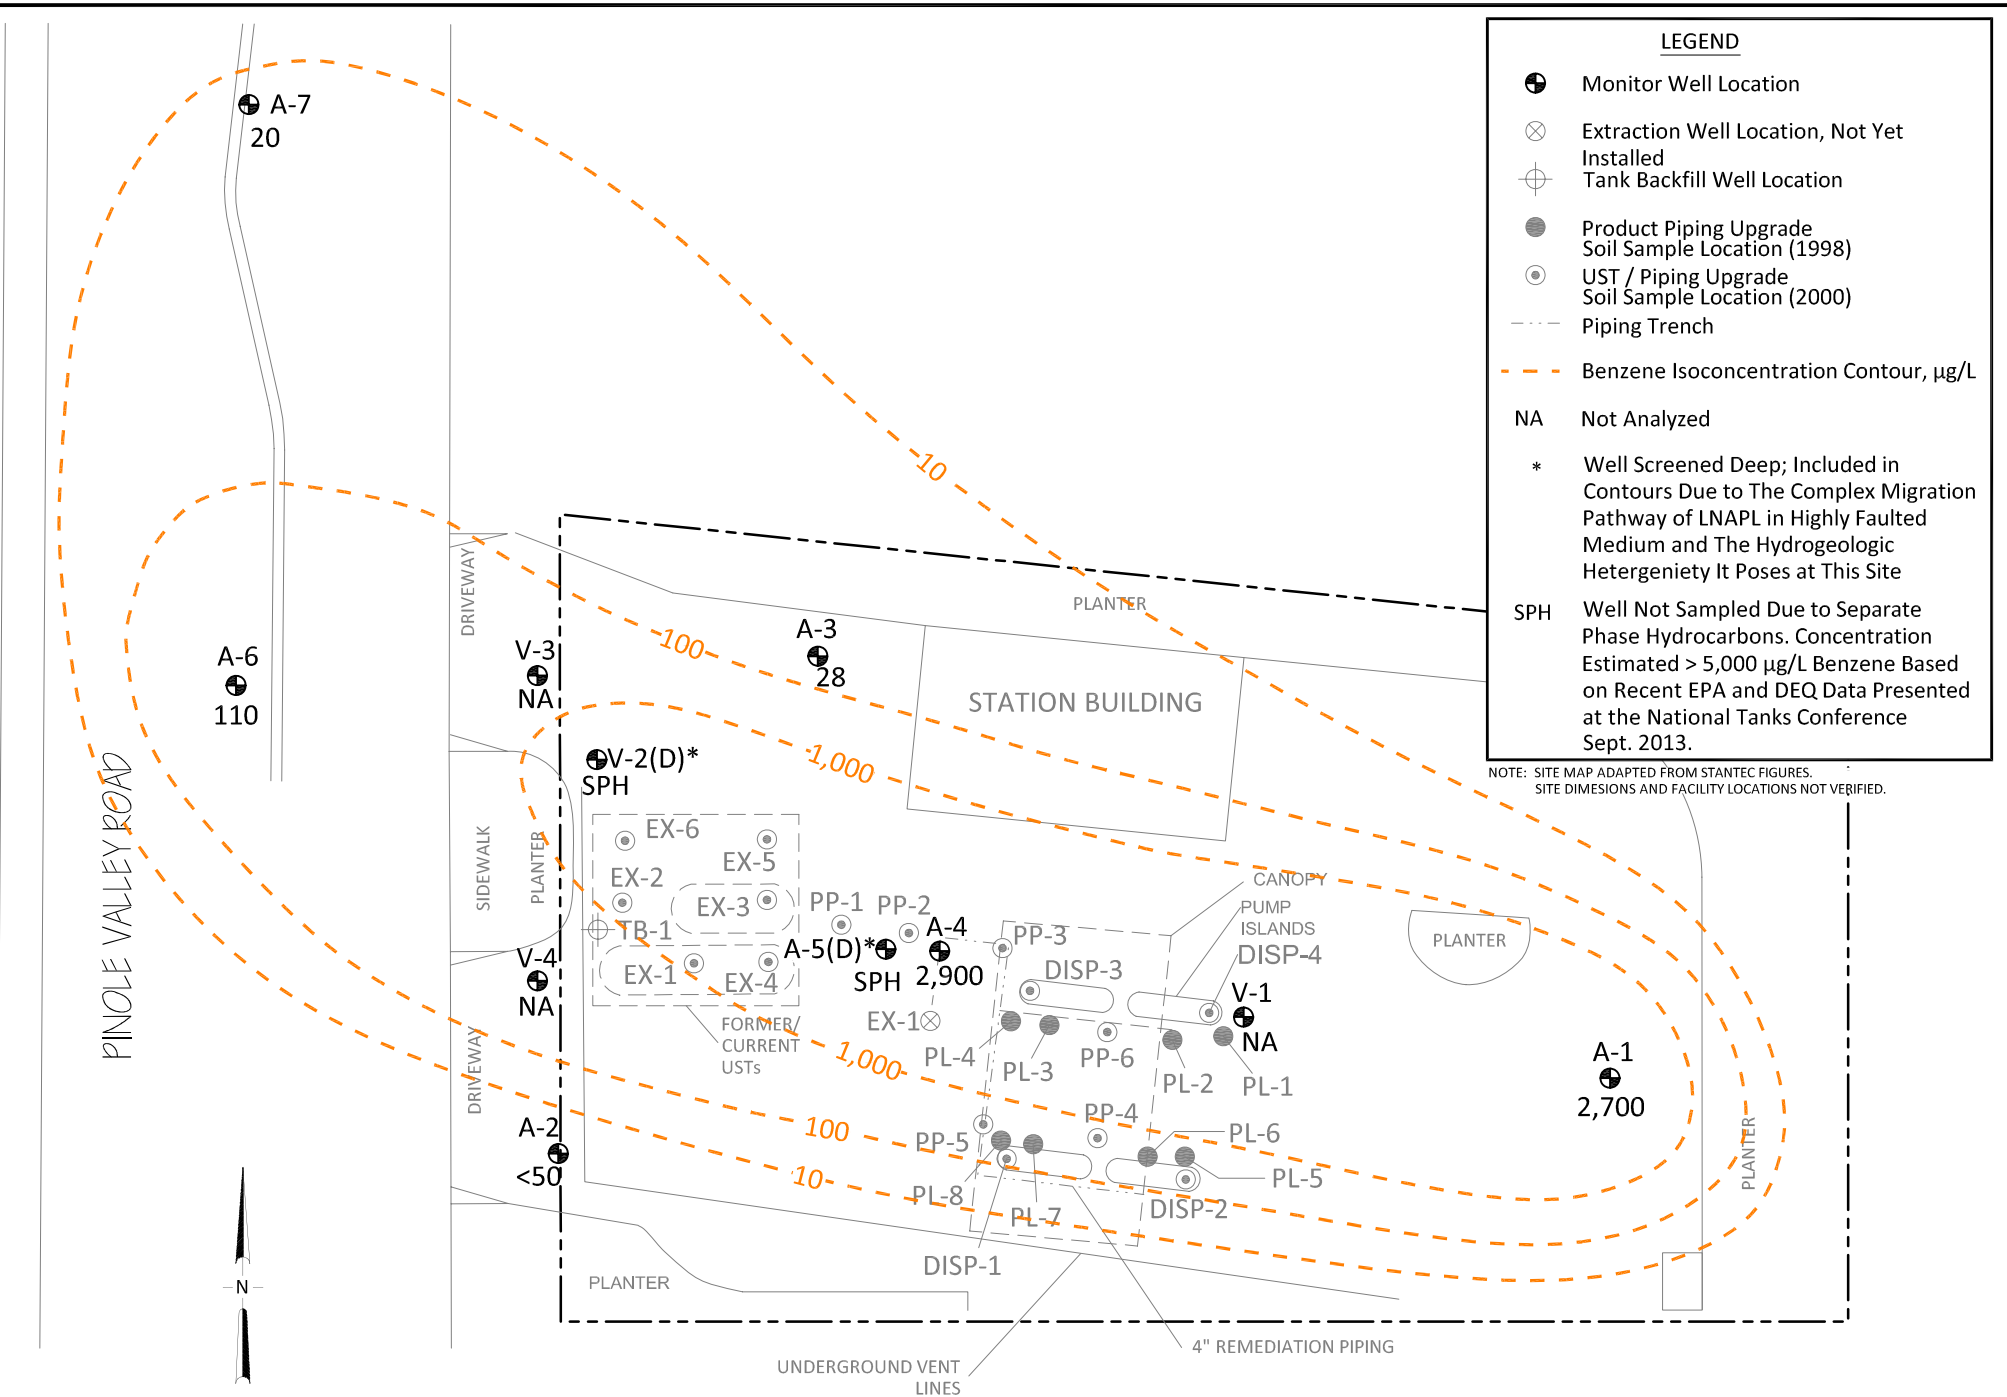 LEGEND
Monitor Well Location
Extraction Well Location, Not Yet
Installed
Tank Backfill Well Location
Product Piping Upgrade
Soil Sample Location (1998)
UST / Piping Upgrade
Soil Sample Location (2000)
Piping Trench
Benzene Isoconcentration Contour, µg/L
NA Not Analyzed
* Well Screened Deep; Included in
Contours Due to The Complex Migration
Pathway of LNAPL in Highly Faulted
Medium and The Hydrogeologic
Hetergeniety It Poses at This Site
SPH Well Not Sampled Due to Separate
Phase Hydrocarbons. Concentration
Estimated > 5,000 µg/L Benzene Based
on Recent EPA and DEQ Data Presented
at the National Tanks Conference
Sept. 2013.
NOTE: SITE MAP ADAPTED FROM STANTEC FIGURES.
SITE DIMESIONS AND FACILITY LOCATIONS NOT VERIFIED.
A-7
20
10
DRIVEWAY
PLANTER
A-6
110
V-3
NA
100
A-3
28
STATION BUILDING
V-2(D)*
SPH
1,000
PINOLE VALLEY ROAD
SIDEWALK
PLANTER
EX-6
EX-5
EX-2
EX-3
TB-1
EX-1
EX-4
PP-1
PP-2
A-4
2,900
A-5(D)*
SPH
PP-3
CANOPY
PUMP
ISLANDS
DISP-4
DISP-3
PLANTER
V-4
NA
V-1
NA
FORMER/
CURRENT
USTs
EX-1
PL-4
PL-3
PP-6
PL-2
PL-1
A-1
2,700
1,000
DRIVEWAY
A-2
<50
100
10
PP-4
PP-5
PL-6
PL-5
PL-8
PL-7
DISP-2
DISP-1
PLANTER
PLANTER
N
4" REMEDIATION PIPING
UNDERGROUND VENT
LINES